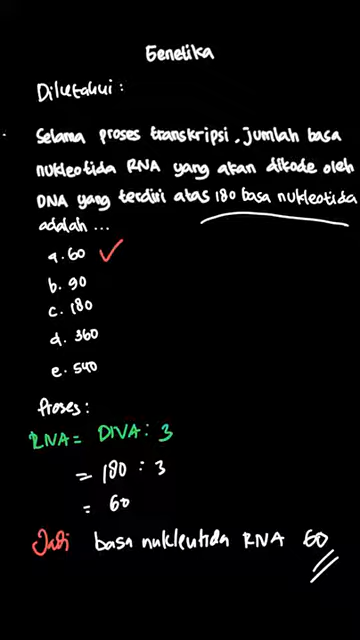 Genetika
Diketahui :
Selama proses transkripsi, jumlah basa
nukleotida RNA yang akan dikode oleh
DNA yang terdiri atas 180 basa nukleotida
adalah ...
a. 60 ✓
b. 90
c. 180
d. 360
e. 540
Proses :
RNA = DNA : 3
= 180 : 3
= 60
Jadi basa nukleutida RNA 60